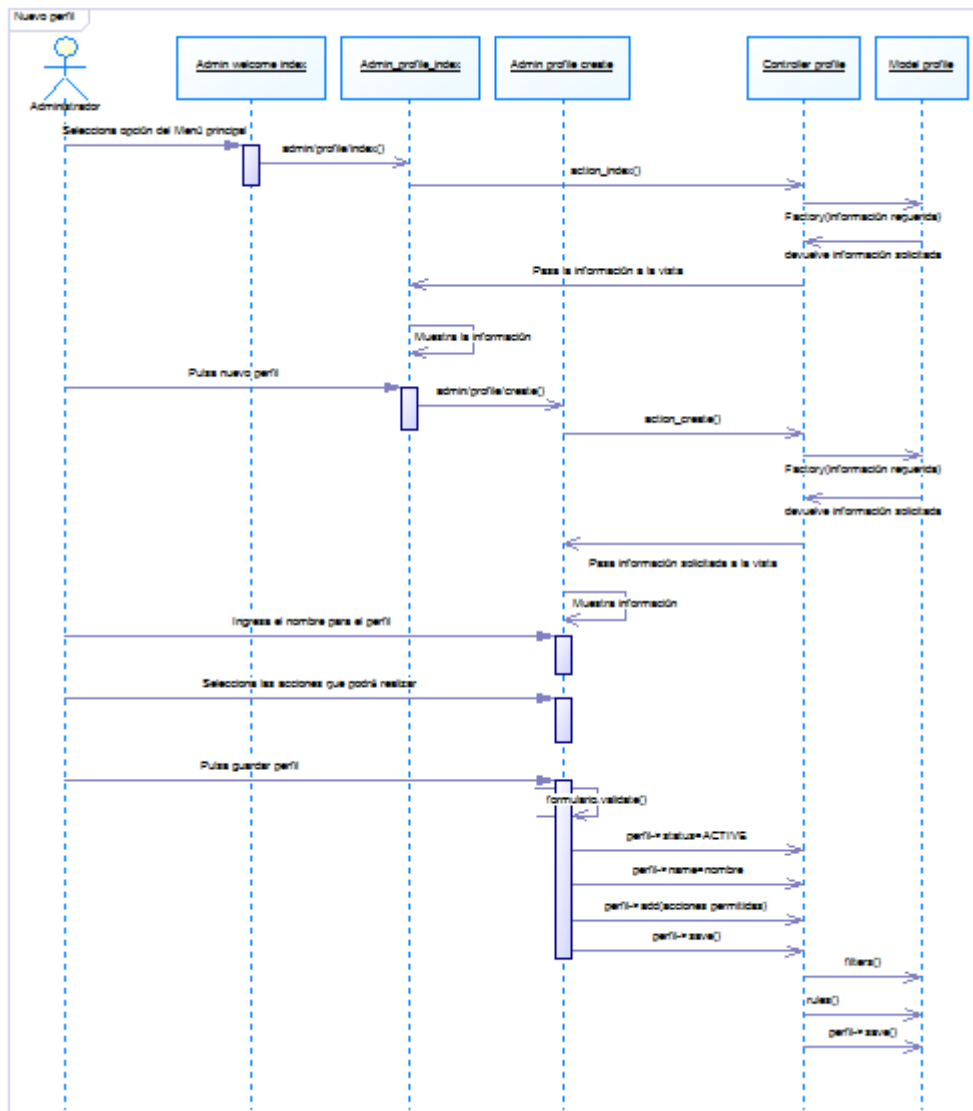 Nuevo perfil
Administrador
Admin welcome index
Admin_profile_index
Admin profile create
Controller profile
Model profile
Selecciona opción del Menú principal
admin/profile/index()
action_index()
Factory(información requerida)
devuelve información solicitada
Pasa la información a la vista
Muestra la información
Pulsa nuevo perfil
admin/profile/create()
action_create()
Factory(información requerida)
devuelve información solicitada
Pasa información solicitada a la vista
Muestra información
Ingresa el nombre para el perfil
Selecciona las acciones que podrá realizar
Pulsa guardar perfil
formulario.validate()
perfil->status=ACTIVE
perfil->name=nombre
perfil->add(acciones permitidas)
perfil->save()
filters()
rules()
perfil->save()